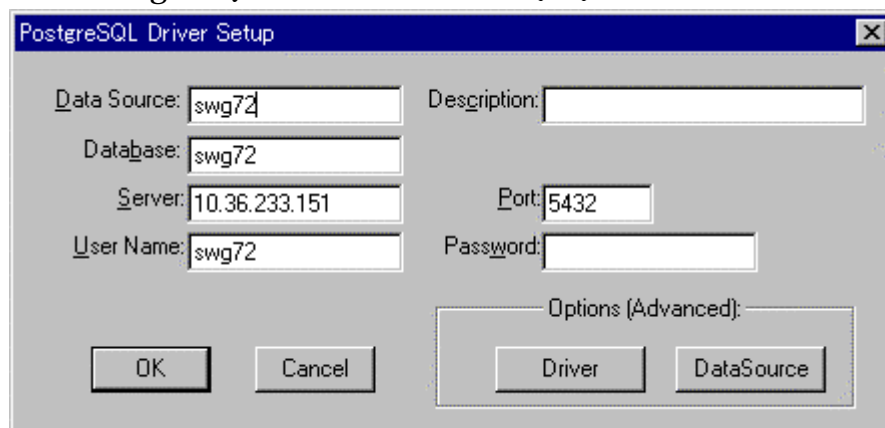 PostgreSQL Driver Setup
Data Source: swg72 Description:
Database: swg72
Server: 10.36.233.151 Port: 5432
User Name: swg72 Password:
Options (Advanced):
OK Cancel Driver DataSource